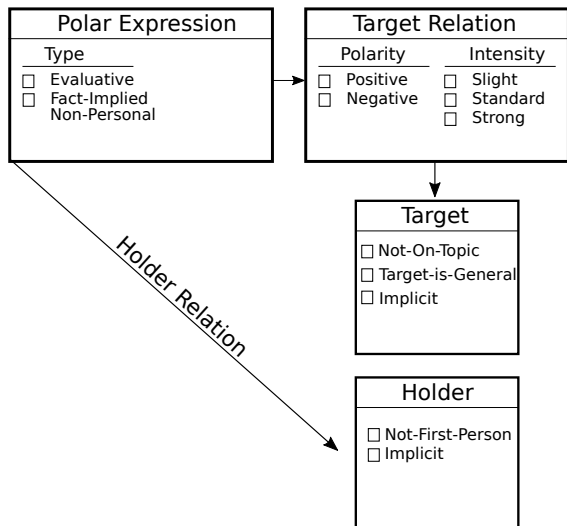 Polar Expression
Type
☐ Evaluative
☐ Fact-Implied
Non-Personal
Target Relation
Polarity
☐ Positive
☐ Negative
Intensity
☐ Slight
☐ Standard
☐ Strong
Target
☐ Not-On-Topic
☐ Target-is-General
☐ Implicit
Holder Relation
Holder
☐ Not-First-Person
☐ Implicit